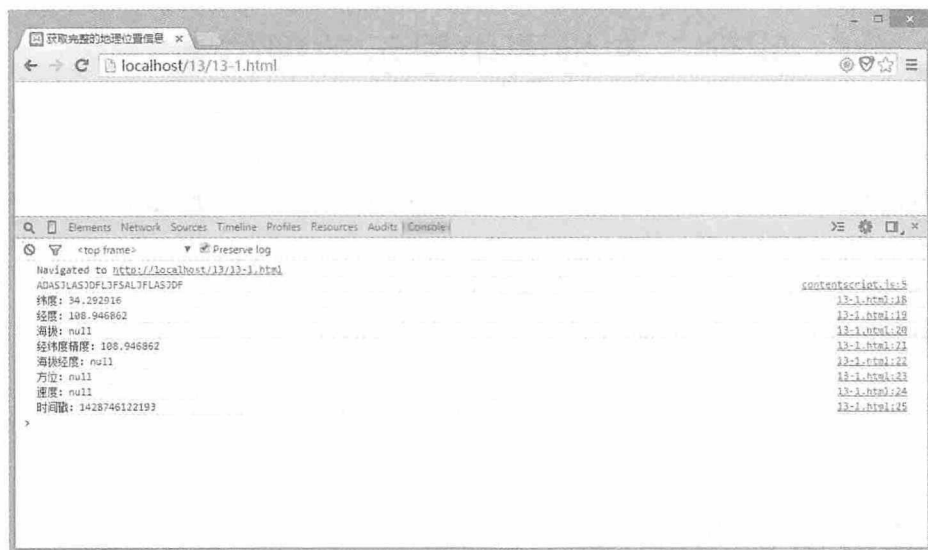 获取完整的地理位置信息 ×
localhost/13/13-1.html
Elements Network Sources Timeline Profiles Resources Audits Console
<top frame> ▼ Preserve log
Navigated to http://localhost/13/13-1.html
ADASJLASJDFLJFSALJFLASJDF contentscript.js:5
纬度: 34.292916 13-1.html:18
经度: 108.946862 13-1.html:19
海拔: null 13-1.html:20
经纬度精度: 108.946862 13-1.html:21
海拔经度: null 13-1.html:22
方位: null 13-1.html:23
速度: null 13-1.html:24
时间戳: 1428746122193 13-1.html:25